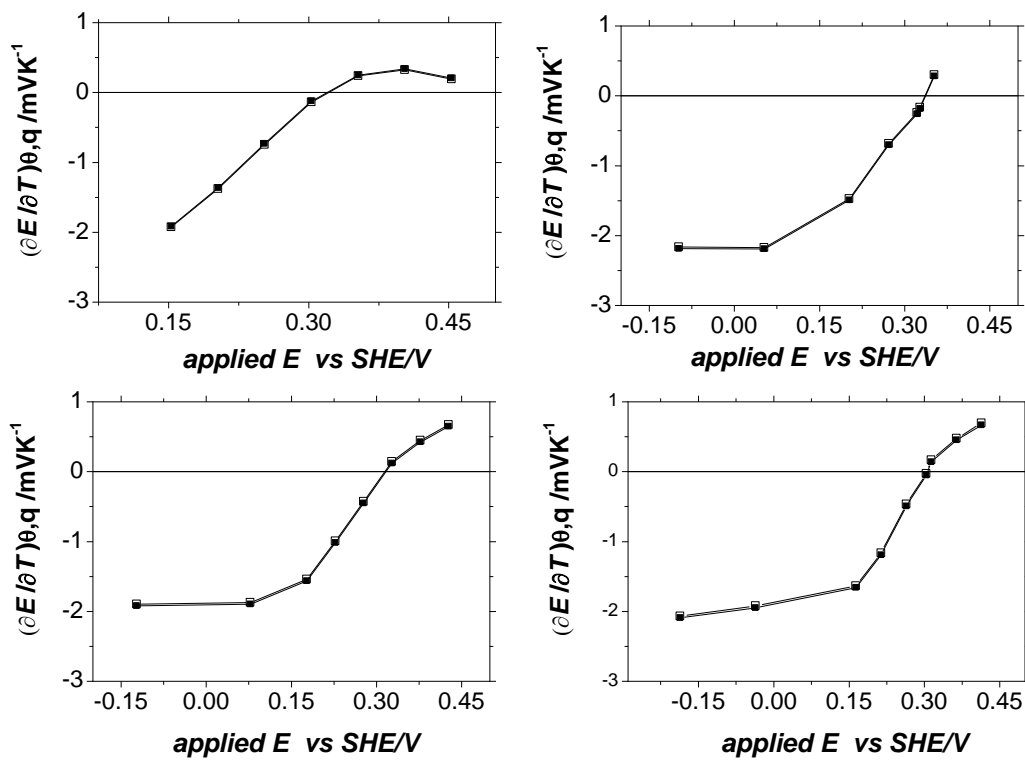 (∂E/∂T)θ,q /mVK⁻¹
1
0
-1
-2
-3
0.15 0.30 0.45
applied E vs SHE/V
(∂E/∂T)θ,q /mVK⁻¹
1
0
-1
-2
-3
-0.15 0.00 0.15 0.30 0.45
applied E vs SHE/V
(∂E/∂T)θ,q /mVK⁻¹
1
0
-1
-2
-3
-0.15 0.00 0.15 0.30 0.45
applied E vs SHE/V
(∂E/∂T)θ,q /mVK⁻¹
1
0
-1
-2
-3
-0.15 0.00 0.15 0.30 0.45
applied E vs SHE/V